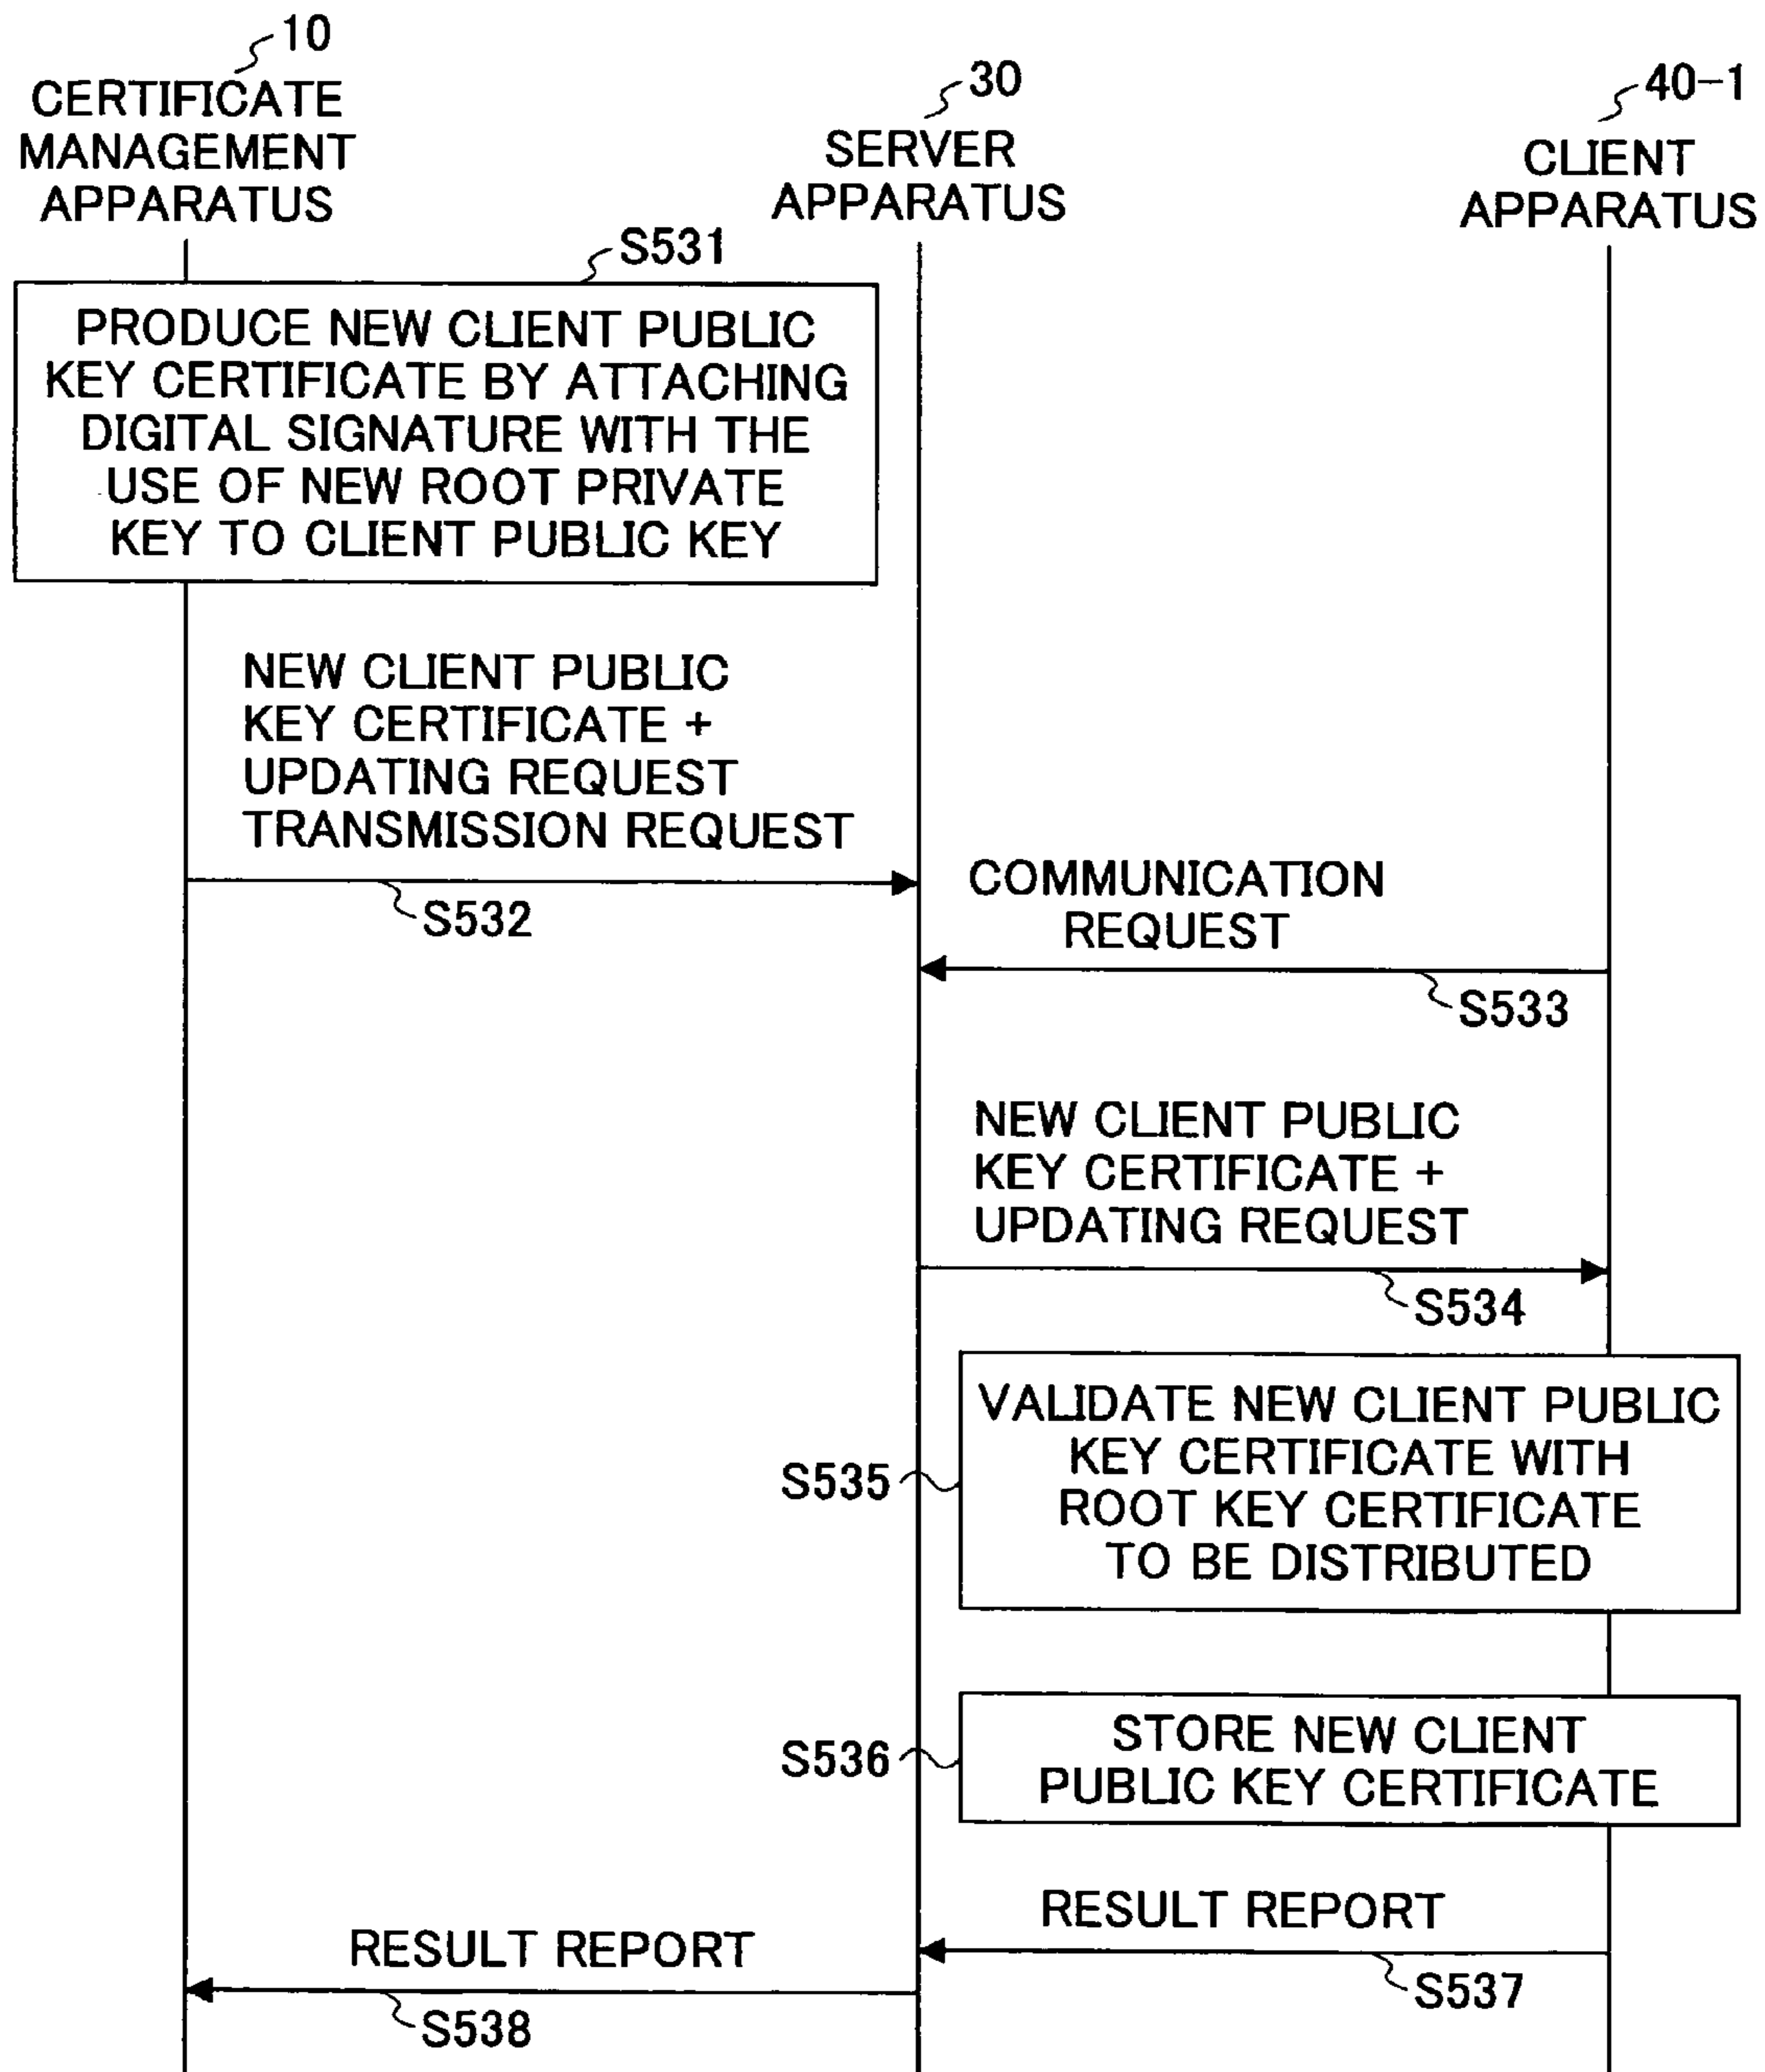 10
CERTIFICATE
MANAGEMENT
APPARATUS
30
SERVER
APPARATUS
40-1
CLIENT
APPARATUS
S531
PRODUCE NEW CLIENT PUBLIC
KEY CERTIFICATE BY ATTACHING
DIGITAL SIGNATURE WITH THE
USE OF NEW ROOT PRIVATE
KEY TO CLIENT PUBLIC KEY
NEW CLIENT PUBLIC
KEY CERTIFICATE +
UPDATING REQUEST
TRANSMISSION REQUEST
S532
COMMUNICATION
REQUEST
S533
NEW CLIENT PUBLIC
KEY CERTIFICATE +
UPDATING REQUEST
S534
VALIDATE NEW CLIENT PUBLIC
KEY CERTIFICATE WITH
ROOT KEY CERTIFICATE
TO BE DISTRIBUTED
S535
STORE NEW CLIENT
PUBLIC KEY CERTIFICATE
S536
RESULT REPORT
S537
RESULT REPORT
S538